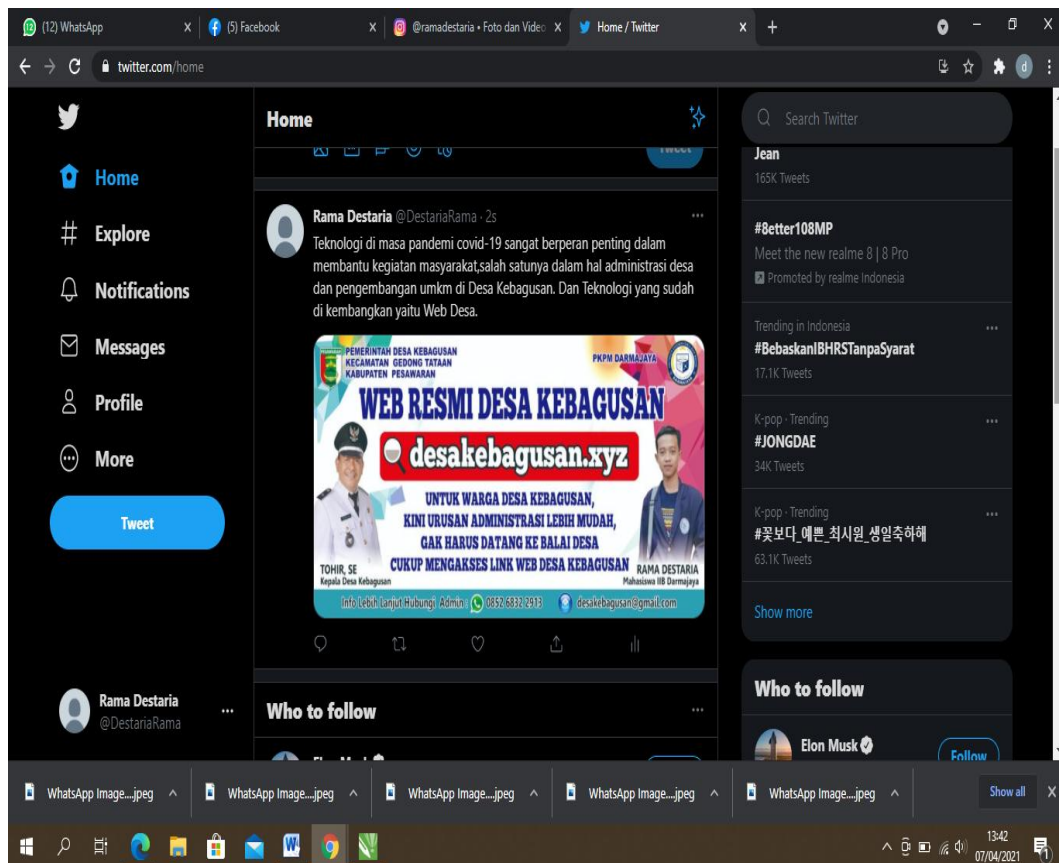 (12) WhatsApp
(5) Facebook
@ramadestaria • Foto dan Video
Home / Twitter
twitter.com/home
d
Home
Explore
Notifications
Messages
Profile
More
Tweet
Rama Destaria
@DestariaRama
Home
Tweet
Rama Destaria @DestariaRama · 2s
Teknologi di masa pandemi covid-19 sangat berperan penting dalam
membantu kegiatan masyarakat,salah satunya dalam hal administrasi desa
dan pengembangan umkm di Desa Kebagusan. Dan Teknologi yang sudah
di kembangkan yaitu Web Desa.
PEMERINTAH DESA KEBAGUSAN
KECAMATAN GEDONG TATAAN
KABUPATEN PESAWARAN
PKPM DARMAJAYA
WEB RESMI DESA KEBAGUSAN
desakebagusan.xyz
UNTUK WARGA DESA KEBAGUSAN,
KINI URUSAN ADMINISTRASI LEBIH MUDAH,
GAK HARUS DATANG KE BALAI DESA
CUKUP MENGAKSES LINK WEB DESA KEBAGUSAN
TOHIR, SE
Kepala Desa Kebagusan
RAMA DESTARIA
Mahasiswa IIB Darmajaya
Info Lebih Lanjut Hubungi Admin : 0852 6832 2913 desakebagusan@gmail.com
Who to follow
Search Twitter
Jean
165K Tweets
#8etter108MP
Meet the new realme 8 | 8 Pro
Promoted by realme Indonesia
Trending in Indonesia
#BebaskanIBHRSTanpaSyarat
17.1K Tweets
K-pop · Trending
#JONGDAE
34K Tweets
K-pop · Trending
#꽃보다_예쁜_최시원_생일축하해
63.1K Tweets
Show more
Who to follow
Elon Musk
Follow
WhatsApp Image....jpeg
WhatsApp Image....jpeg
WhatsApp Image....jpeg
WhatsApp Image....jpeg
WhatsApp Image....jpeg
Show all
13:42
07/04/2021